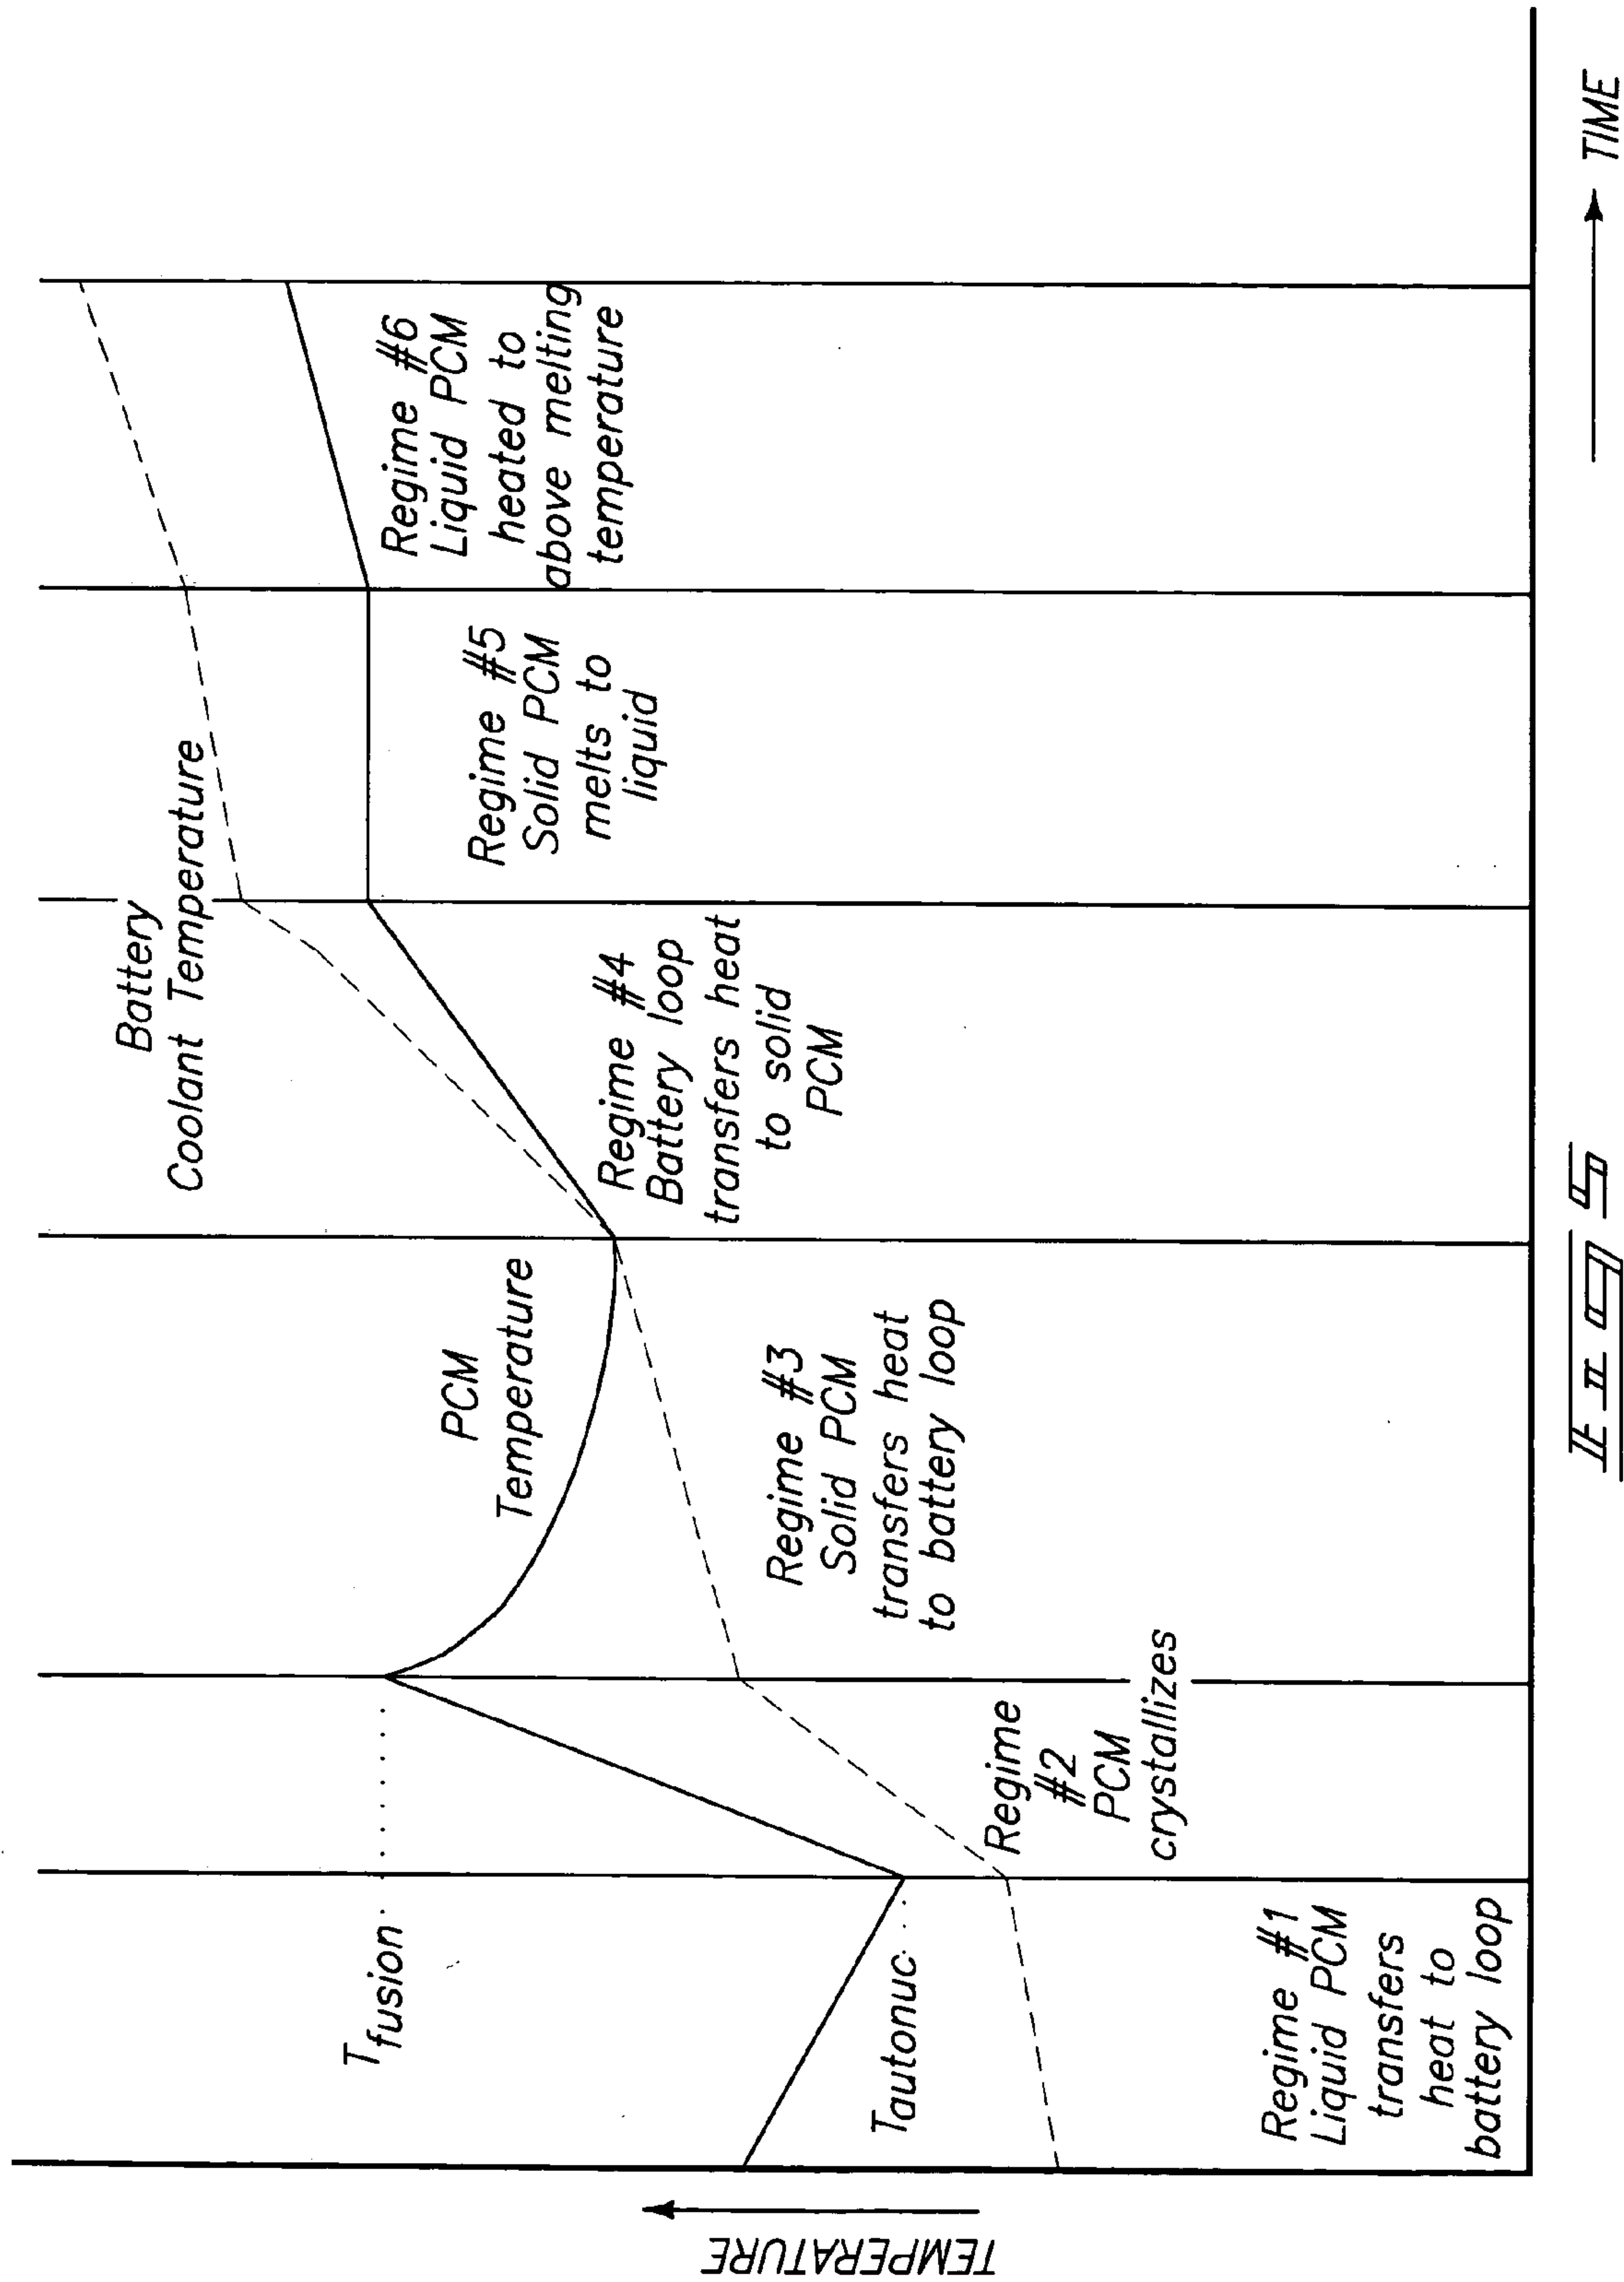 TEMPERATURE
Tfusion
Tautonuc.
Regime #1
Liquid PCM
transfers
heat to
battery loop
Regime
#2
PCM
crystallizes
PCM
Temperature
Regime #3
Solid PCM
transfers heat
to battery loop
Battery
Coolant Temperature
Regime #4
Battery loop
transfers heat
to solid
PCM
Regime #5
Solid PCM
melts to
liquid
Regime #6
Liquid PCM
heated to
above melting
temperature
TIME
FIG 5